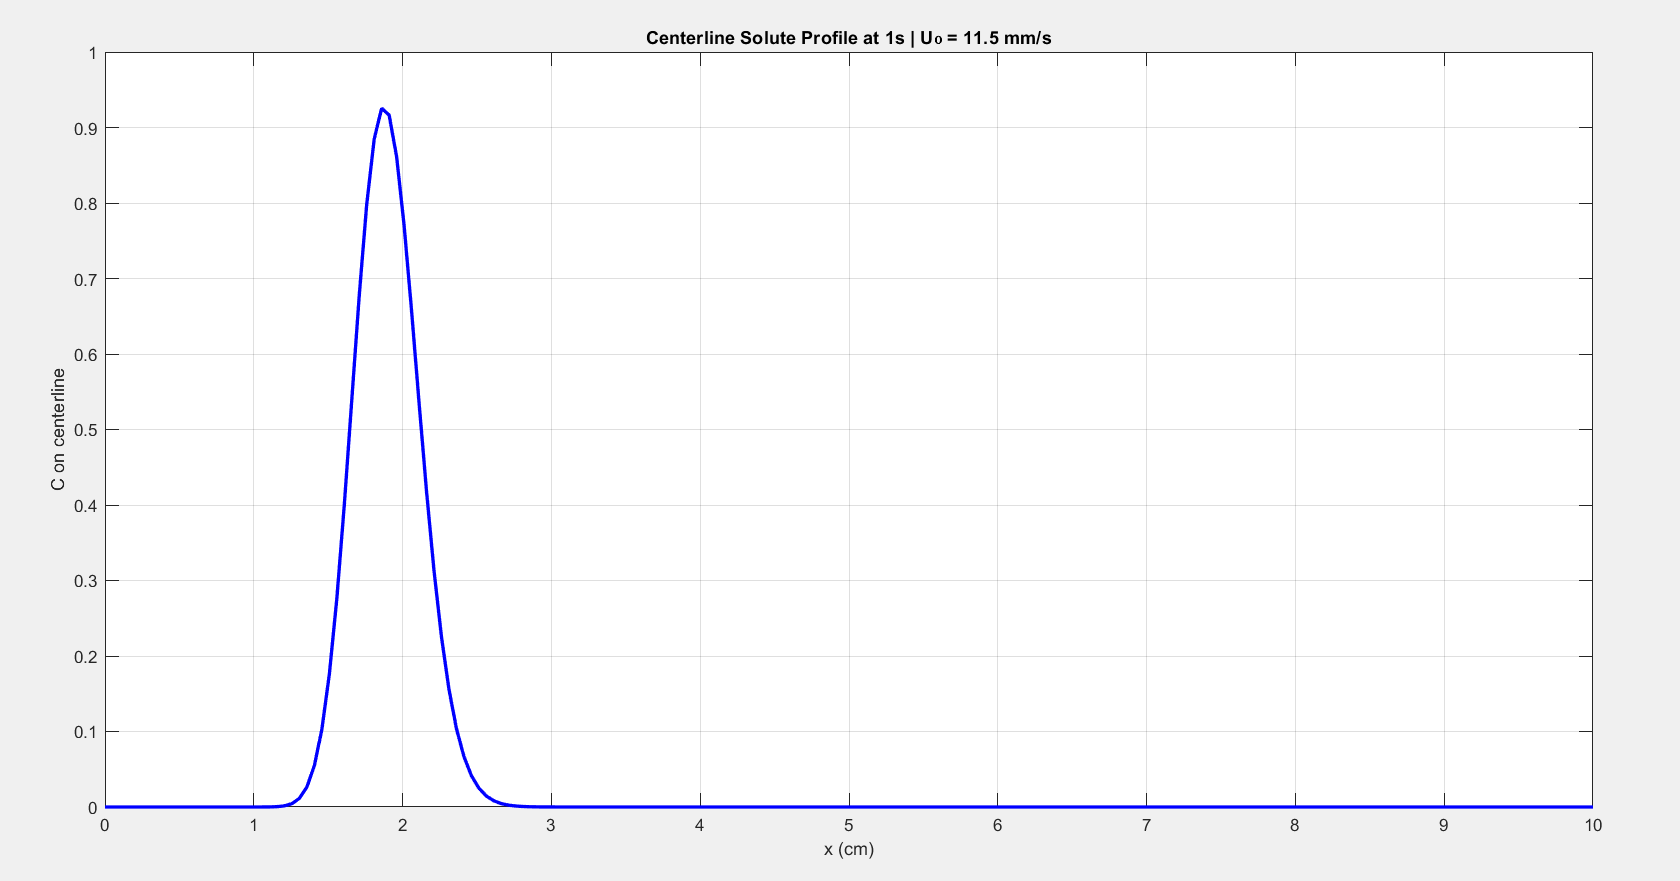 Centerline Solute Profile at 1s | U₀ = 11.5 mm/s
1
0.9
0.8
0.7
0.6
0.5
0.4
0.3
0.2
0.1
0
C on centerline
0 1 2 3 4 5 6 7 8 9 10
x (cm)